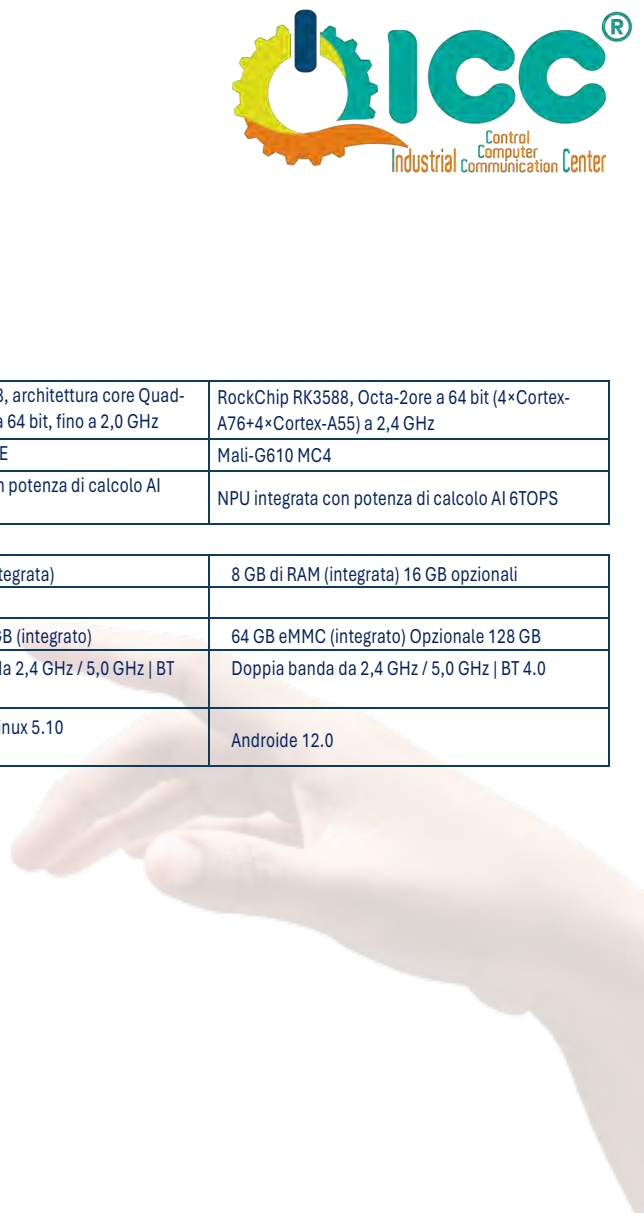 ®
ICC
Industrial Control Computer Communication Center
3, architettura core Quad-
a 64 bit, fino a 2,0 GHz
RockChip RK3588, Octa-2ore a 64 bit (4×Cortex-
A76+4×Cortex-A55) a 2,4 GHz
E
Mali-G610 MC4
n potenza di calcolo AI
NPU integrata con potenza di calcolo AI 6TOPS
tegrata)
8 GB di RAM (integrata) 16 GB opzionali
GB (integrato)
64 GB eMMC (integrato) Opzionale 128 GB
da 2,4 GHz / 5,0 GHz | BT
Doppia banda da 2,4 GHz / 5,0 GHz | BT 4.0
inux 5.10
Androide 12.0